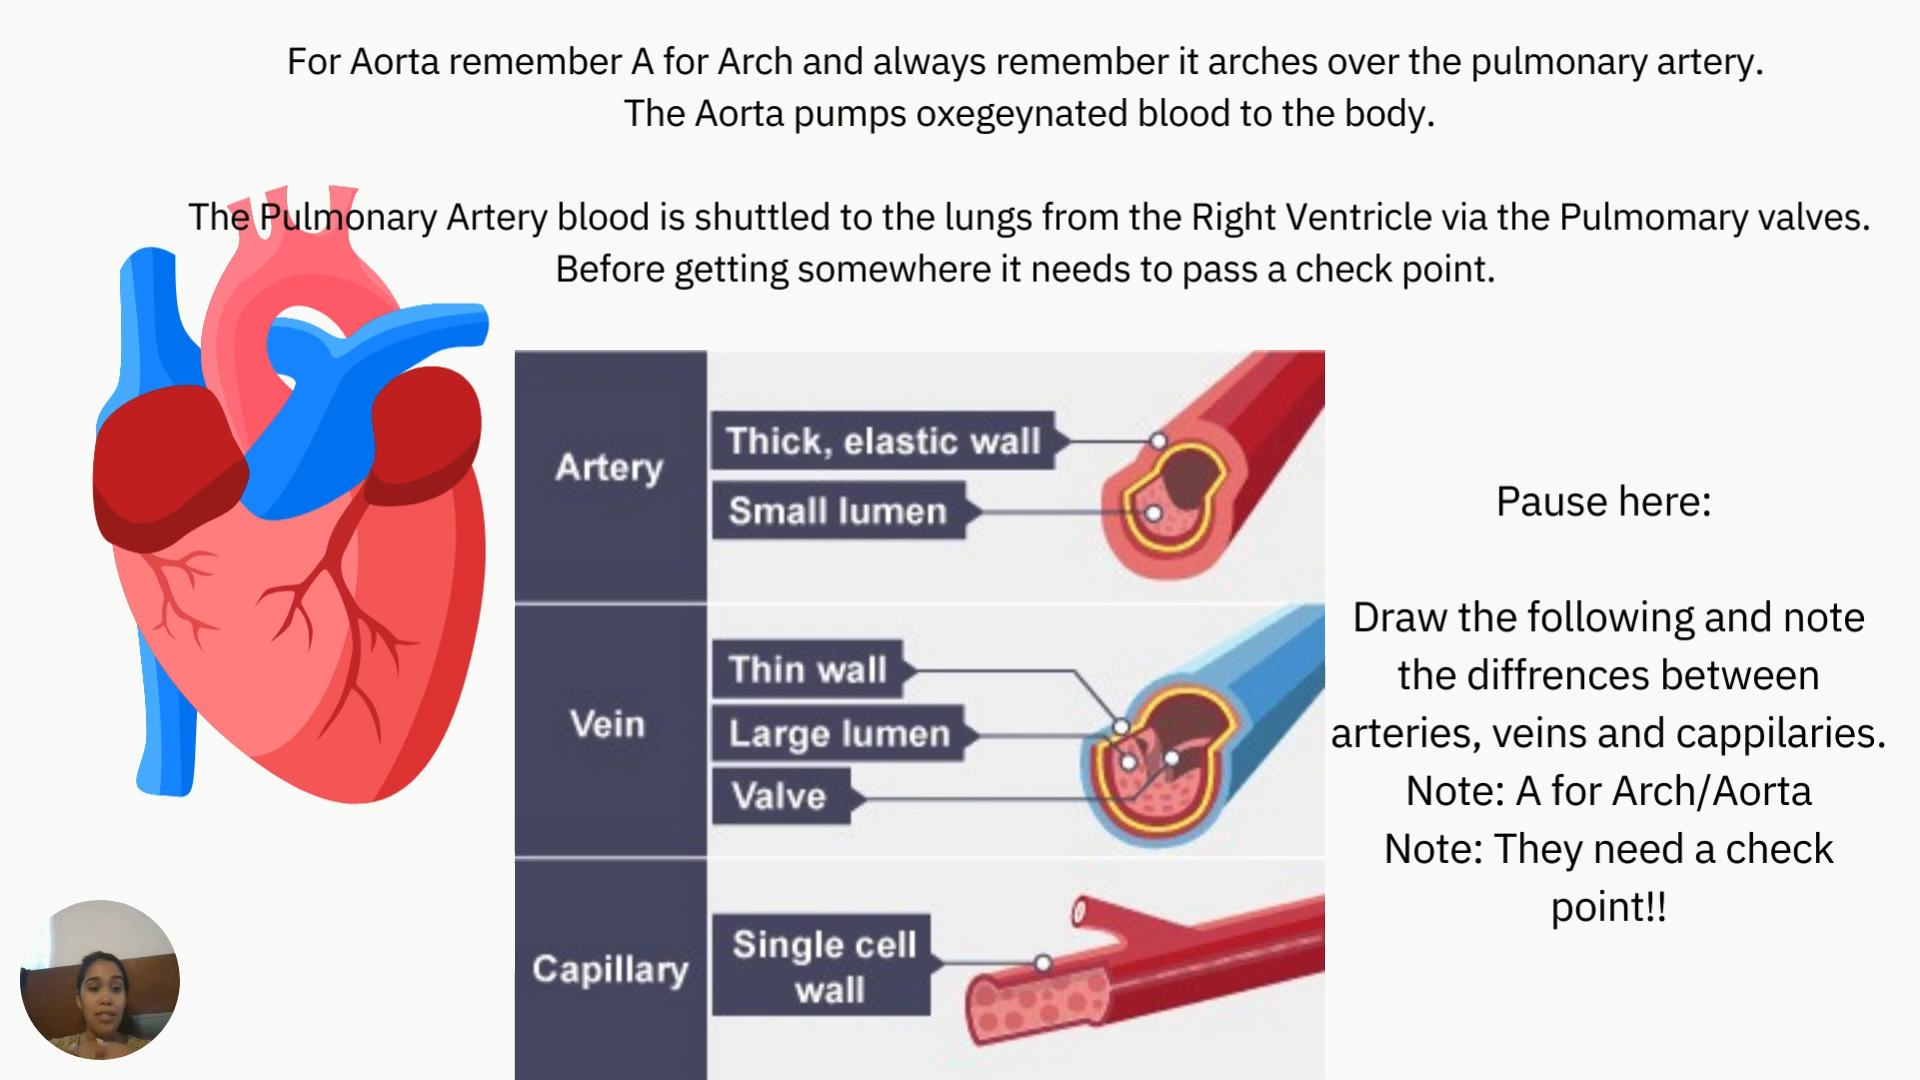 For Aorta remember A for Arch and always remember it arches over the pulmonary artery.
The Aorta pumps oxegeynated blood to the body.
The Pulmonary Artery blood is shuttled to the lungs from the Right Ventricle via the Pulmomary valves.
Before getting somewhere it needs to pass a check point.
Artery
Thick, elastic wall
Small lumen
Vein
Thin wall
Large lumen
Valve
Capillary
Single cell
wall
Pause here:
Draw the following and note
the diffrences between
arteries, veins and cappilaries.
Note: A for Arch/Aorta
Note: They need a check
point!!